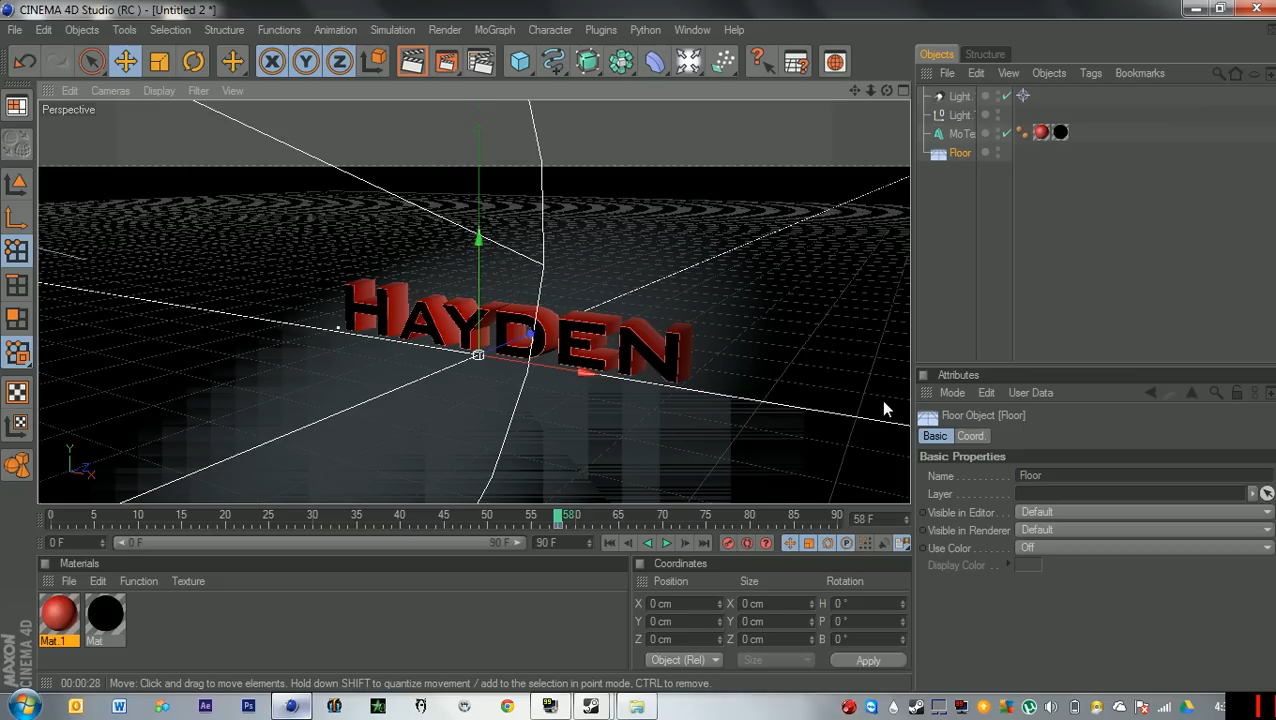 CINEMA 4D Studio (RC ) - [Untitled 2 *]
File Edit Objects Tools Selection Structure Functions Animation Simulation Render MoGraph Character Plugins Python Window Help
X Y Z
Objects Structure
File Edit View Objects Tags Bookmarks
Edit Cameras Display Filter View
Perspective
Light.
Light.
MoTe
Floor
HAYDEN
Y
Z
X
Attributes
Mode Edit User Data
Floor Object [Floor]
Basic Coord.
Basic Properties
Name Floor
Layer
Visible in Editor Default
Visible in Renderer Default
Use Color Off
Display Color
0 5 10 15 20 25 30 35 40 45 50 55 580 65 70 75 80 85 90 58 F
0 F 0 F 90 F 90 F
P
Materials
File Edit Function Texture
Mat.1 Mat
Coordinates
Position Size Rotation
X 0 cm X 0 cm H 0 °
Y 0 cm Y 0 cm P 0 °
Z 0 cm Z 0 cm B 0 °
Object (Rel) Size Apply
MAXON CINEMA 4D
00:00:28 Move: Click and drag to move elements. Hold down SHIFT to quantize movement / add to the selection in point mode, CTRL to remove.
W Ae Ps